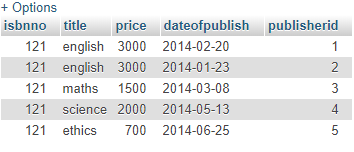 + Options
isbnno title price dateofpublish publisherid
121 english 3000 2014-02-20 1
121 english 3000 2014-01-23 2
121 maths 1500 2014-03-08 3
121 science 2000 2014-05-13 4
121 ethics 700 2014-06-25 5